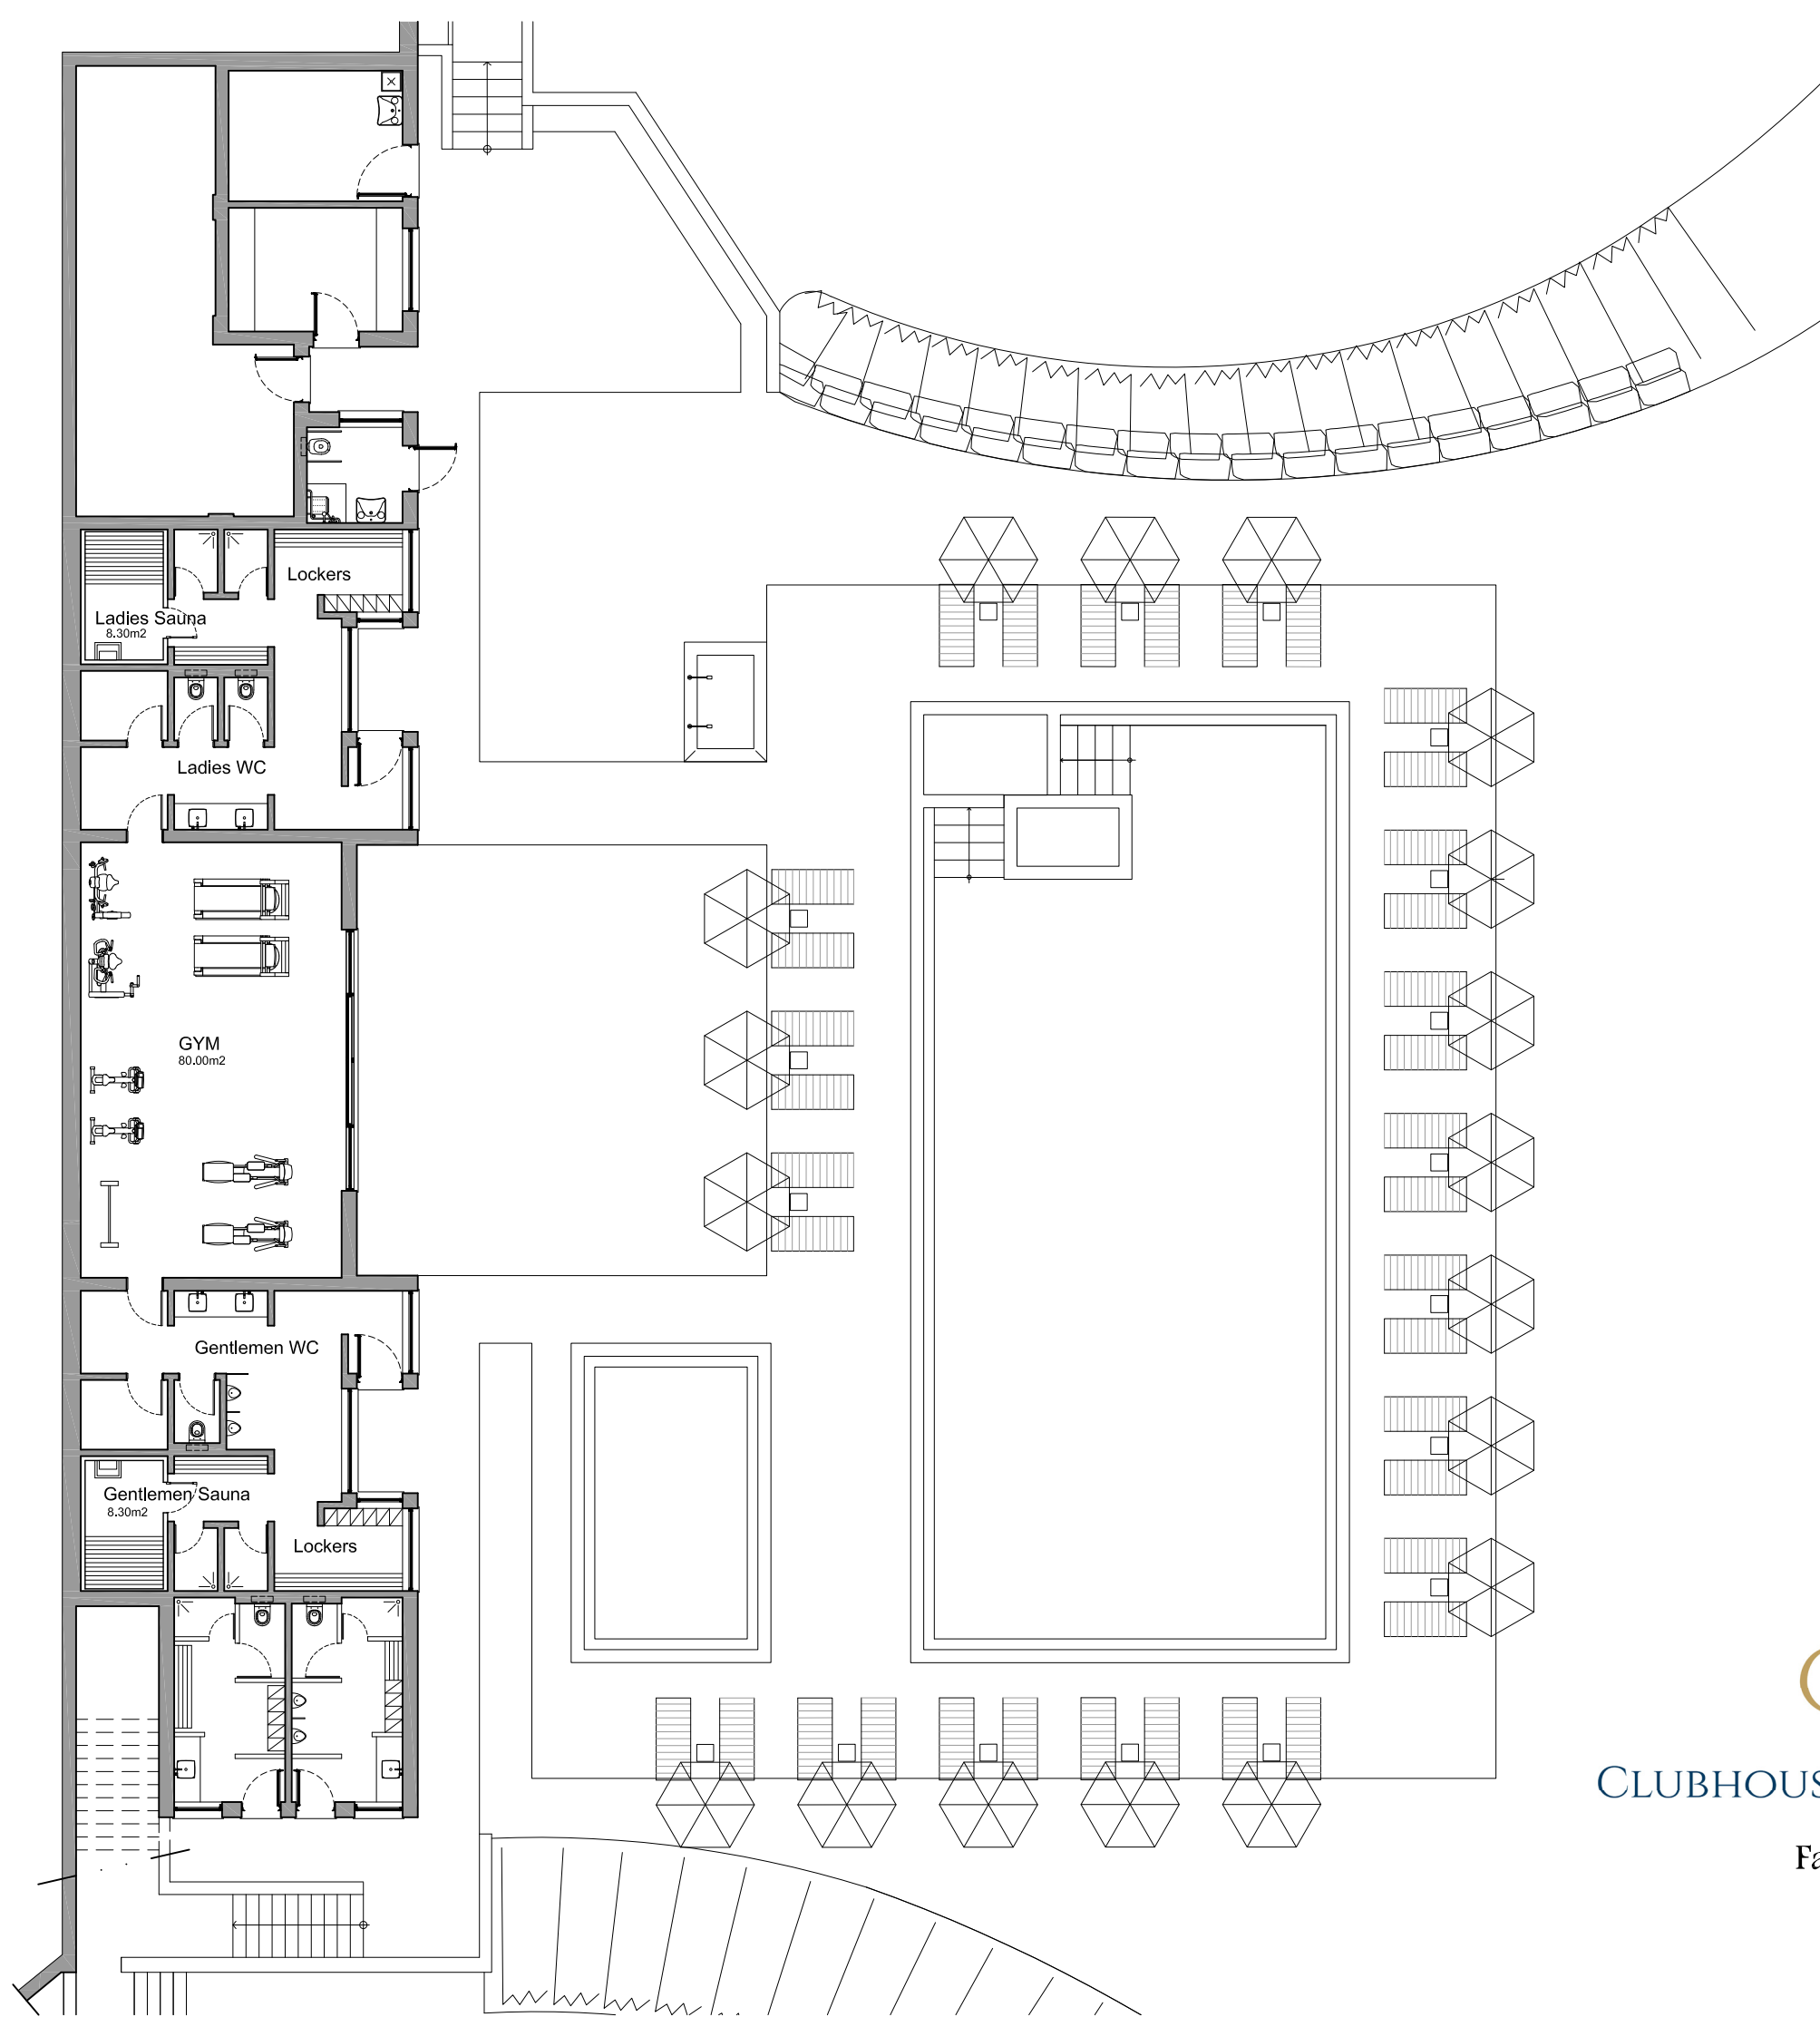 Lockers
Ladies Sauna
8.30m2
Ladies WC
GYM
80.00m2
Gentlemen WC
Gentlemen Sauna
8.30m2
Lockers
CLUBHOUS
Fa